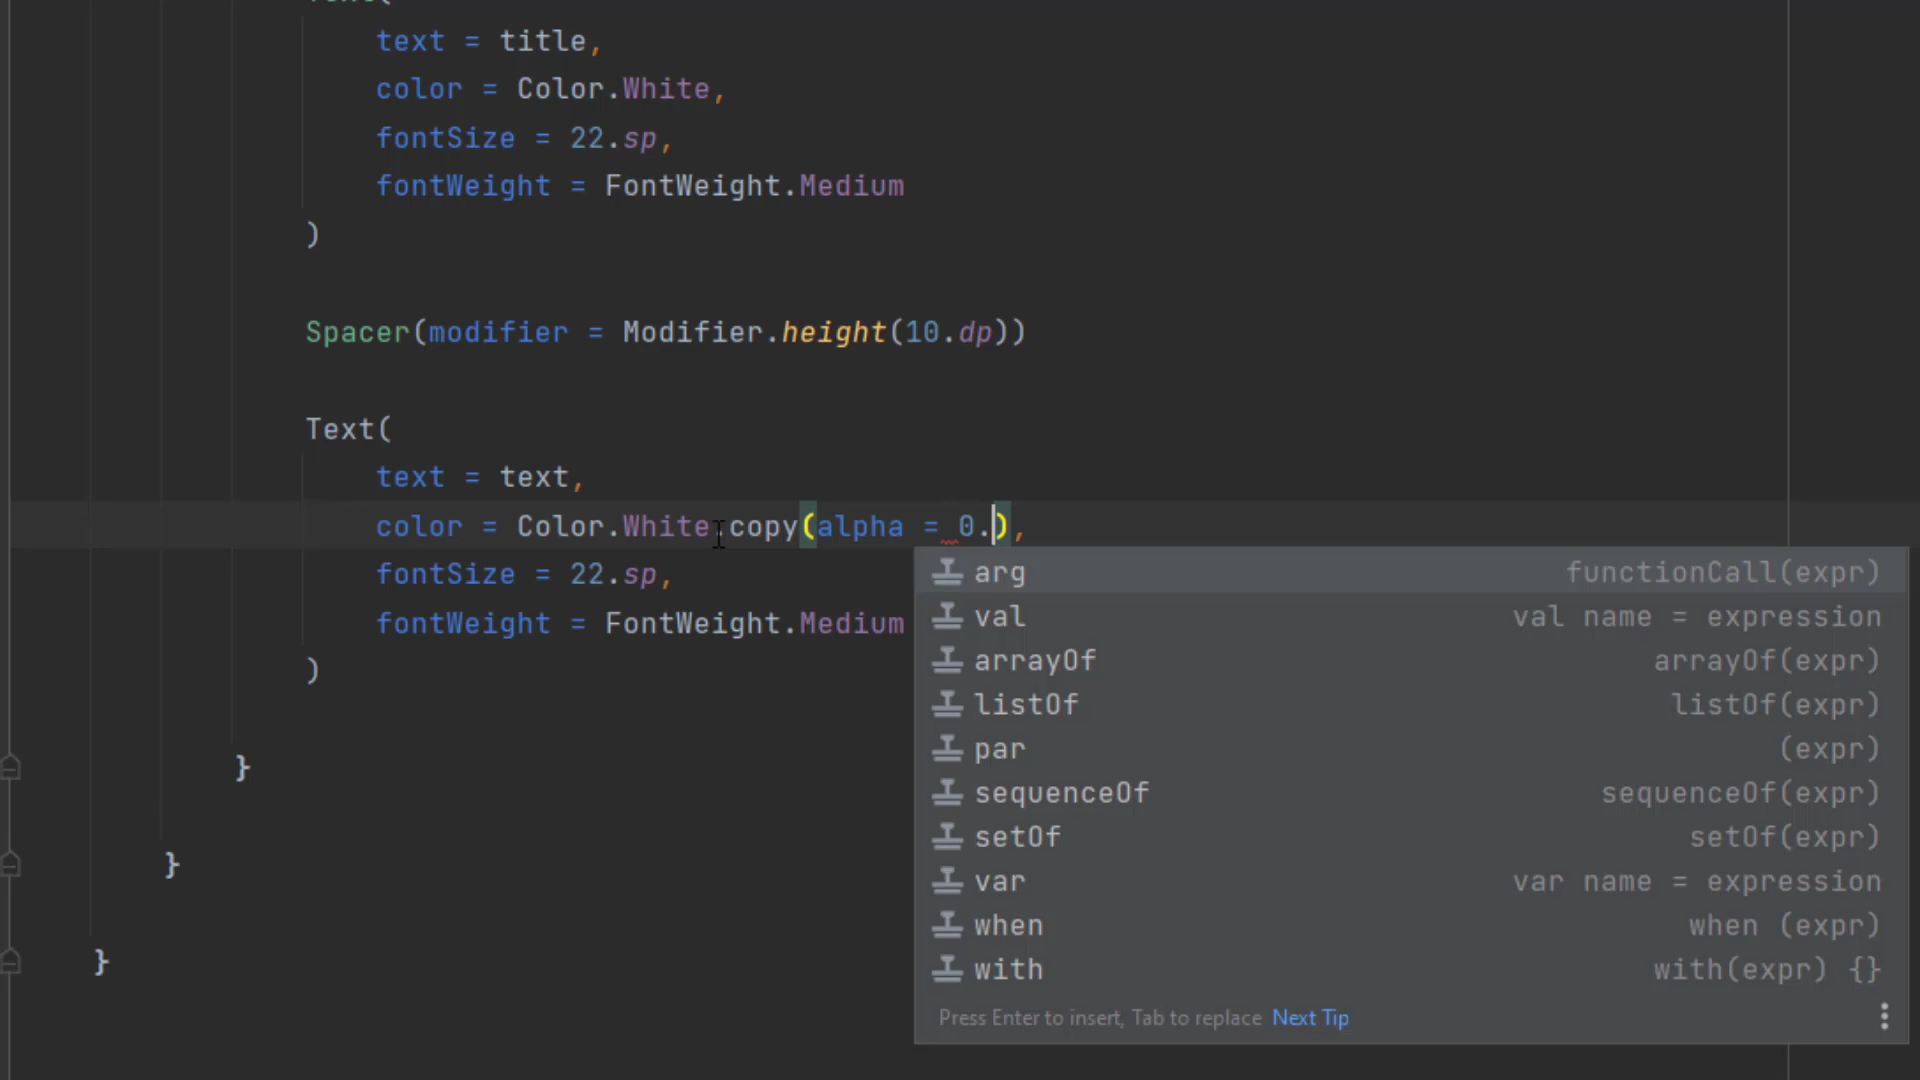 text = title,
color = Color.White,
fontSize = 22.sp,
fontWeight = FontWeight.Medium
)
Spacer(modifier = Modifier.height(10.dp))
Text(
text = text,
color = Color.White.copy(alpha = 0.),
fontSize = 22.sp,
fontWeight = FontWeight.Medium
)
}
}
}
arg functionCall(expr)
val val name = expression
arrayOf arrayOf(expr)
listOf listOf(expr)
par (expr)
sequenceOf sequenceOf(expr)
setOf setOf(expr)
var var name = expression
when when (expr)
with with(expr) {}
Press Enter to insert, Tab to replace Next Tip